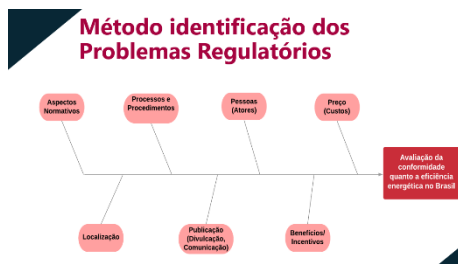 Método identificação dos
Problemas Regulatórios
Aspectos
Normativos
Processos e
Procedimentos
Pessoas
(Atores)
Preço
(Custos)
Avaliação da
conformidade
quanto a eficiência
energética no Brasil
Localização
Publicação
(Divulcação,
Comunicação)
Benefícios/
Incentivos